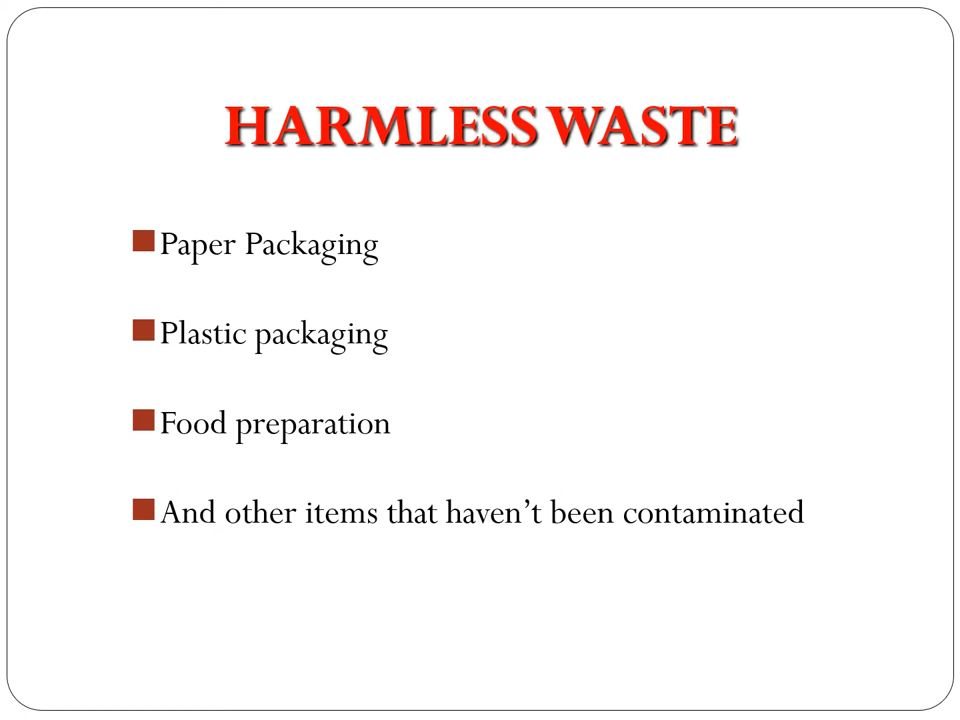 HARMLESS WASTE
Paper Packaging
Plastic packaging
Food preparation
And other items that haven’t been contaminated